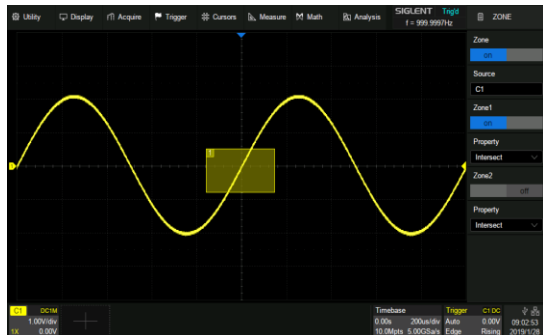 Utility Display Acquire Trigger Cursors Measure Math Analysis
SIGLENT Trig'd
f = 999.9997Hz
ZONE
Zone
on
Source
C1
Zone1
on
Property
Intersect
Zone2
off
Property
Intersect
C1 DC1M
1.00V/div
1X 0.00V
Timebase
0.00s 200us/div
10.0Mpts 5.00GSa/s
Trigger C1 DC
Auto 0.00V
Edge Rising
09:02:53
2019/1/28